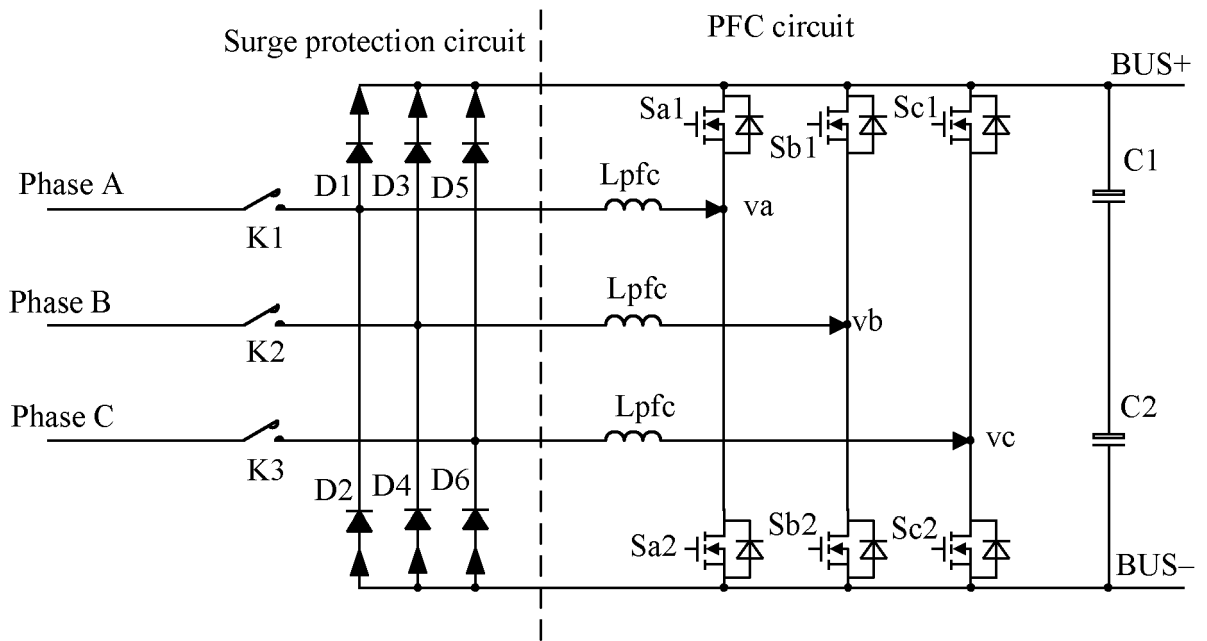 Surge protection circuit
PFC circuit
BUS+
Sa1
Sb1
Sc1
C1
Phase A
K1
D1
D3
D5
Lpfc
va
Phase B
K2
Lpfc
vb
Phase C
K3
Lpfc
vc
C2
D2
D4
D6
Sa2
Sb2
Sc2
BUS–